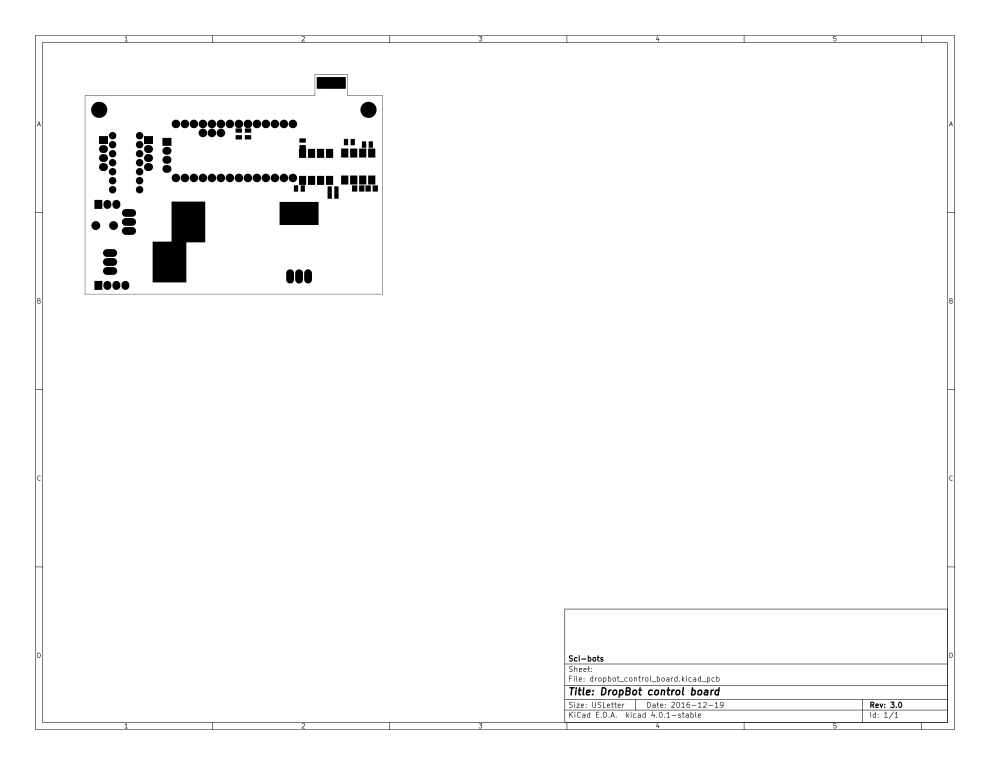 1 2 3 4 5
A A
B B
C C
D D
Sci-bots
Sheet:
File: dropbot_control_board.kicad_pcb
Title: DropBot control board
Size: USLetter Date: 2016-12-19 Rev: 3.0
KiCad E.D.A. kicad 4.0.1-stable Id: 1/1
1 2 3 4 5